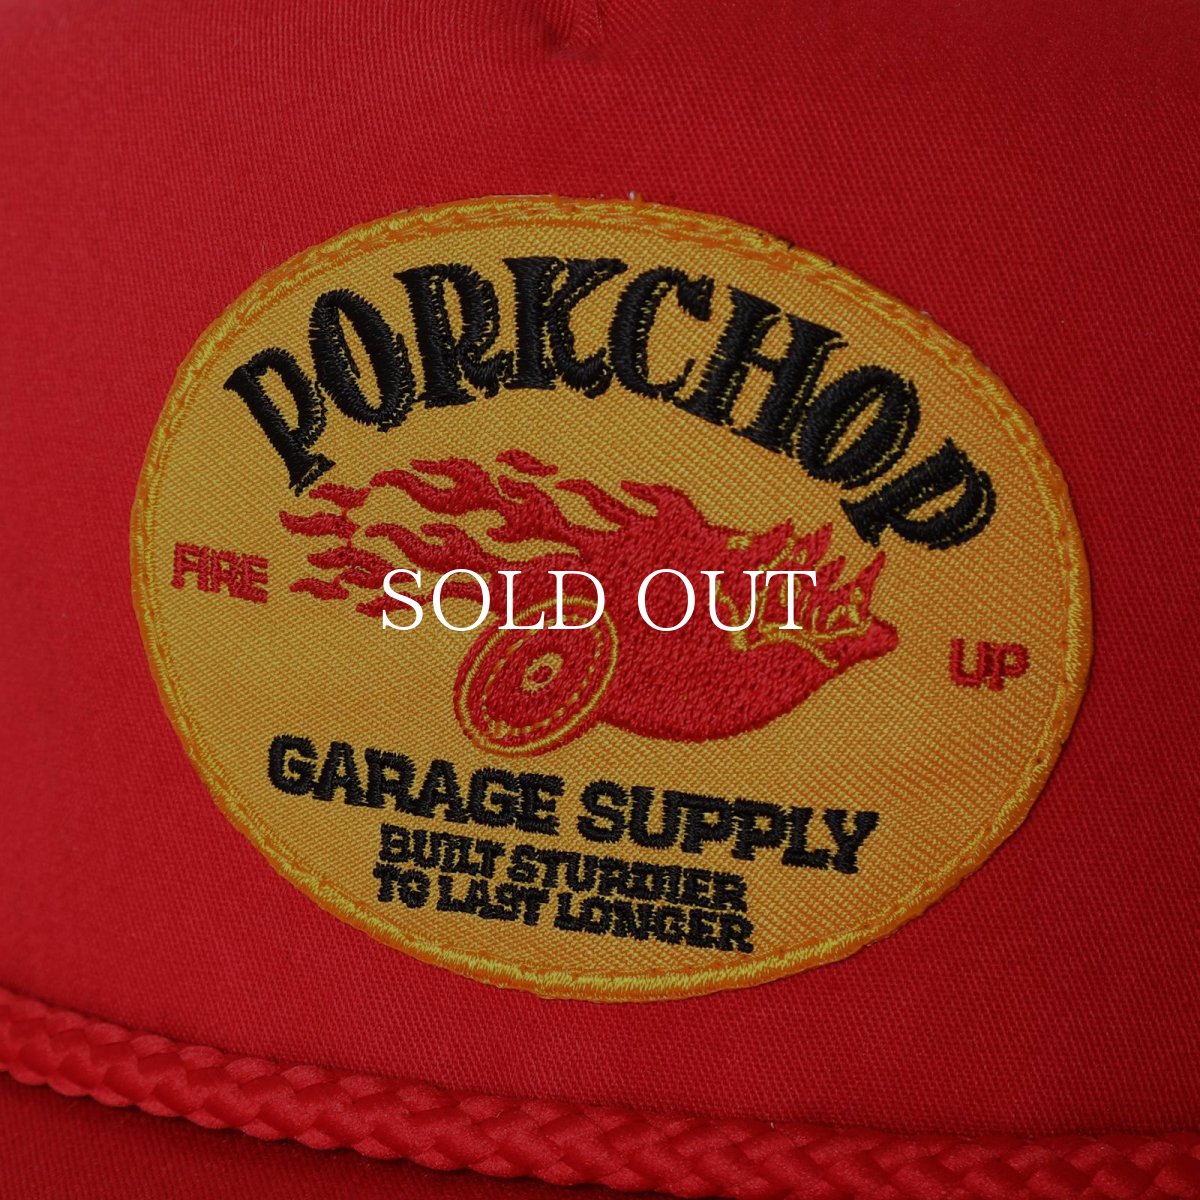 PORKCHOP
FIRE
UP
SOLD OUT
GARAGE SUPPLY
BUILT STURDIER
TO LAST LONGER